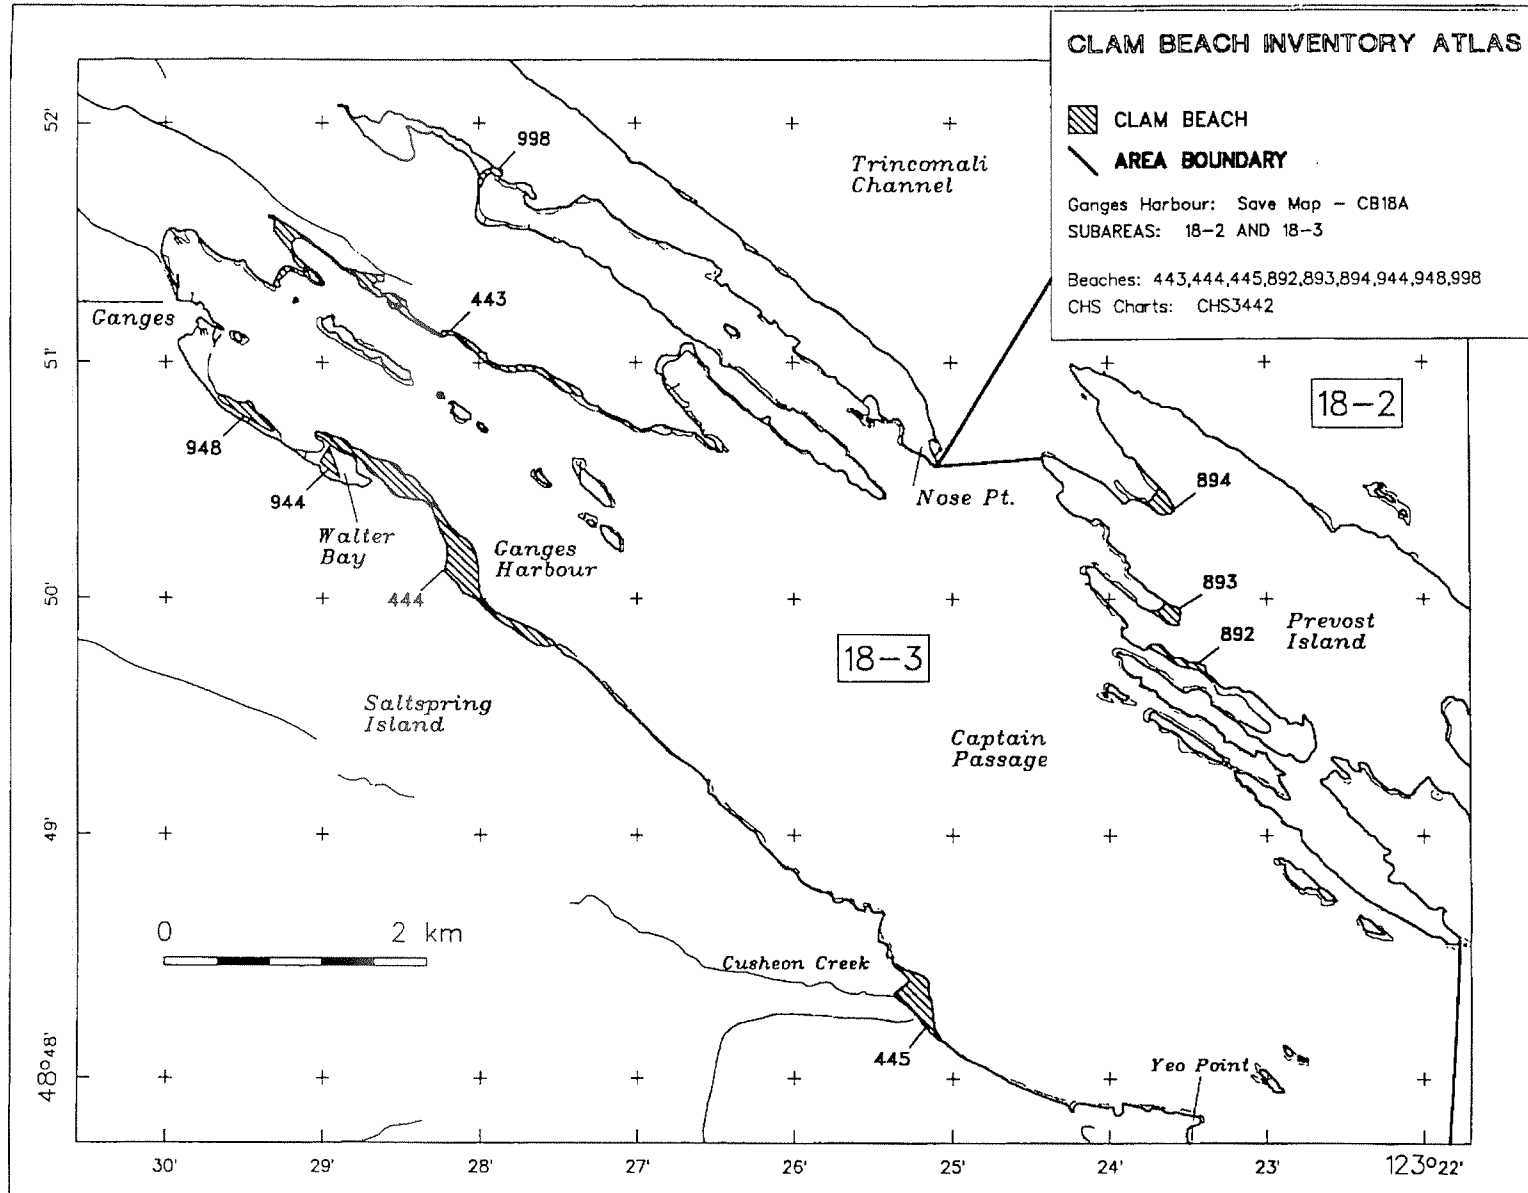 CLAM BEACH INVENTORY ATLAS
CLAM BEACH
AREA BOUNDARY
Ganges Harbour: Save Map - CB18A
SUBAREAS: 18-2 AND 18-3
Beaches: 443,444,445,892,893,894,944,948,998
CHS Charts: CHS3442
52'
998
Trincomali
Channel
443
Ganges
51'
18-2
948
944
Nose Pt.
894
Walter
Bay
Ganges
Harbour
50'
444
893
Prevost
Island
892
18-3
Saltspring
Island
Captain
Passage
49'
0 2 km
Cusheon Creek
445
Yeo Point
48°48'
30' 29' 28' 27' 26' 25' 24' 23' 123°22'